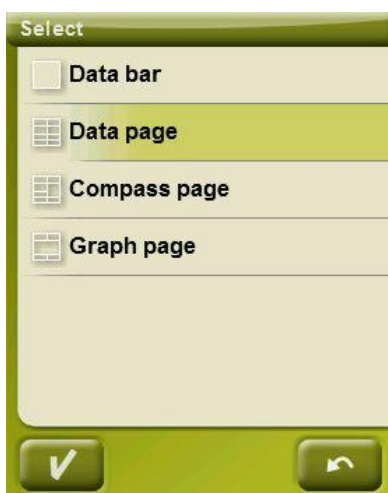 Select
Data bar
Data page
Compass page
Graph page